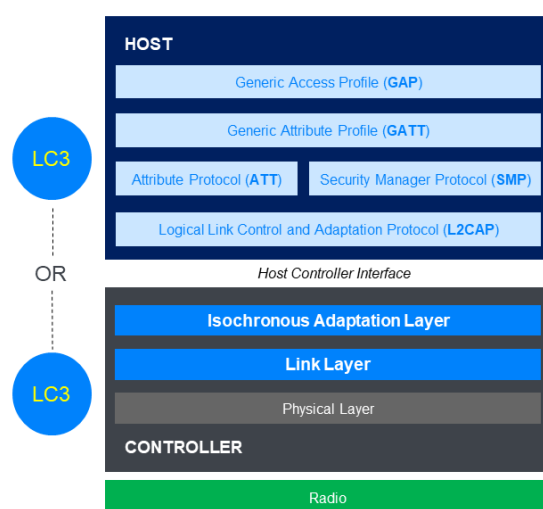 HOST
Generic Access Profile (GAP)
Generic Attribute Profile (GATT)
Attribute Protocol (ATT)
Security Manager Protocol (SMP)
Logical Link Control and Adaptation Protocol (L2CAP)
LC3
OR
LC3
Host Controller Interface
Isochronous Adaptation Layer
Link Layer
Physical Layer
CONTROLLER
Radio